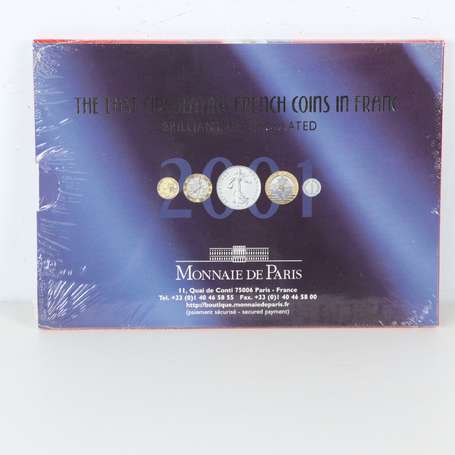 THE LAST CIRCULATING FRENCH COINS IN FRANC
BRILLIANT UNCIRCULATED
2001
MONNAIE DE PARIS
11, Quai de Conti 75006 Paris - France
Tel. +33 (0)1 40 46 58 55 Fax. +33 (0)1 40 46 58 00
http://boutique.monnaiedeparis.fr
(paiement sécurisé - secured payment)